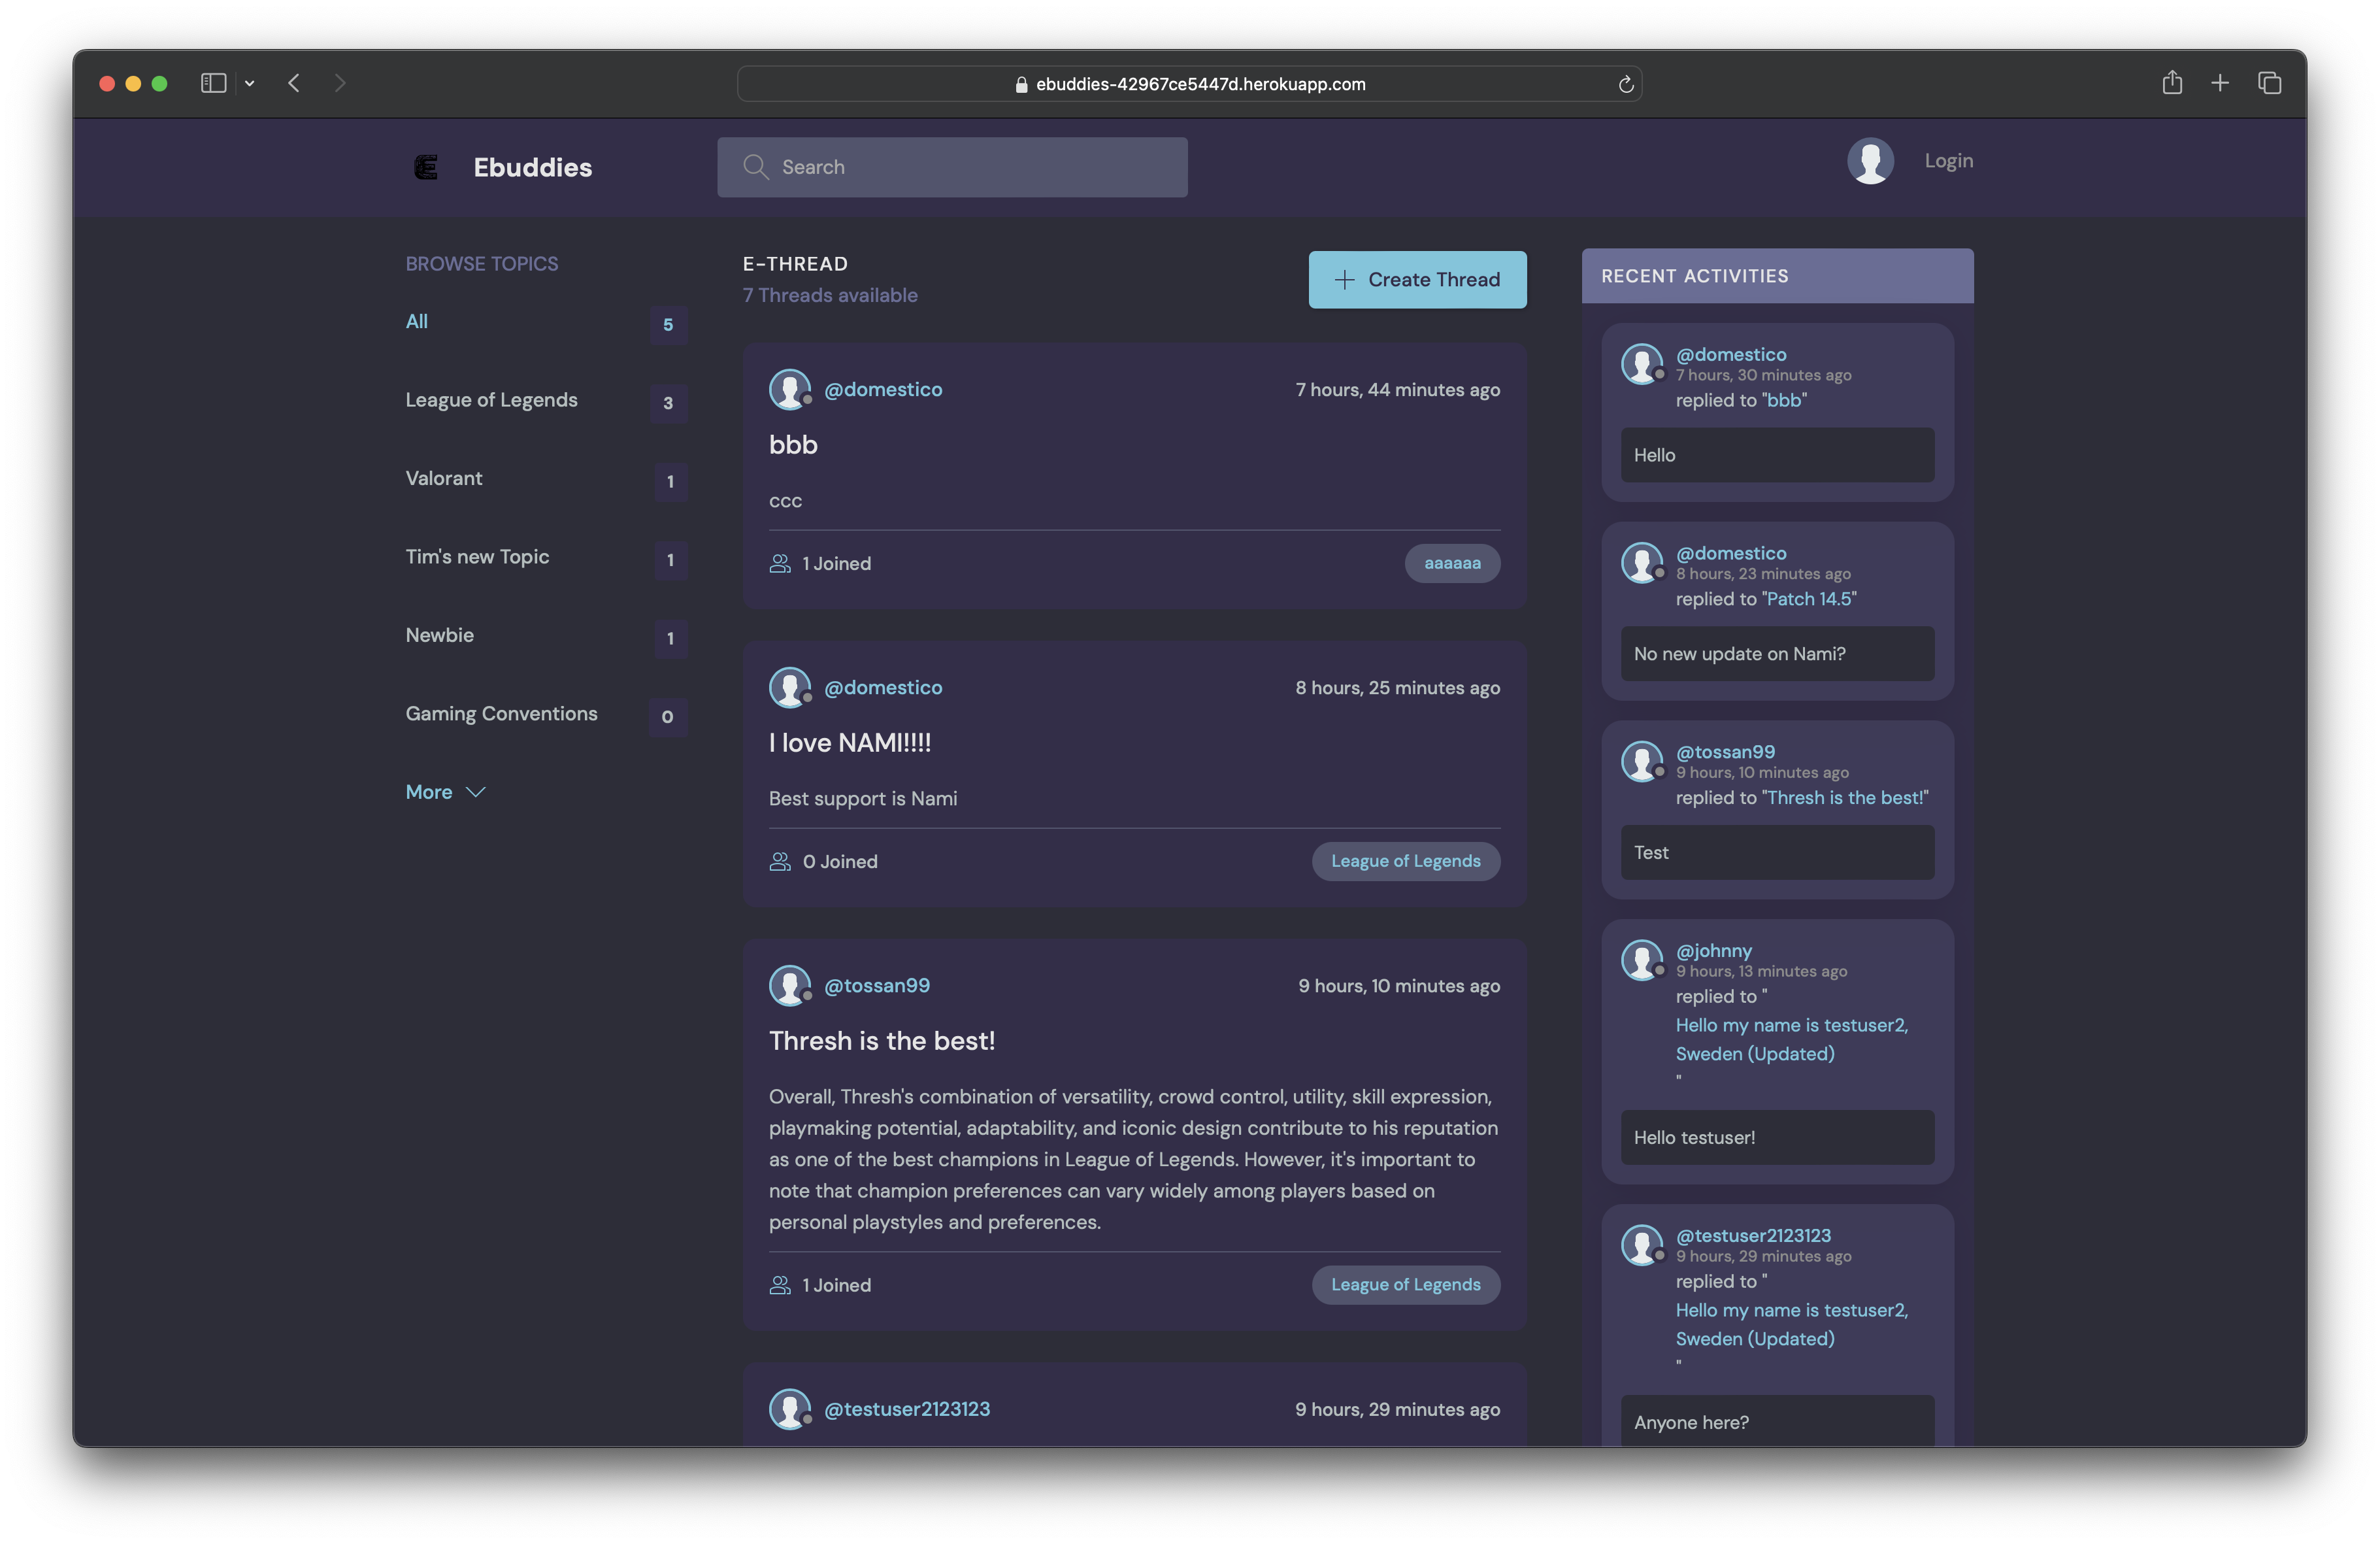 ebuddies-42967ce5447d.herokuapp.com
Ebuddies
Search
Login
BROWSE TOPICS
All
5
League of Legends
3
Valorant
1
Tim's new Topic
1
Newbie
1
Gaming Conventions
0
More
E-THREAD
7 Threads available
Create Thread
@domestico
7 hours, 44 minutes ago
bbb
ccc
1 Joined
aaaaaa
@domestico
8 hours, 25 minutes ago
I love NAMI!!!!
Best support is Nami
0 Joined
League of Legends
@tossan99
9 hours, 10 minutes ago
Thresh is the best!
Overall, Thresh's combination of versatility, crowd control, utility, skill expression,
playmaking potential, adaptability, and iconic design contribute to his reputation
as one of the best champions in League of Legends. However, it's important to
note that champion preferences can vary widely among players based on
personal playstyles and preferences.
1 Joined
League of Legends
@testuser2123123
9 hours, 29 minutes ago
RECENT ACTIVITIES
@domestico
7 hours, 30 minutes ago
replied to "bbb"
Hello
@domestico
8 hours, 23 minutes ago
replied to "Patch 14.5"
No new update on Nami?
@tossan99
9 hours, 10 minutes ago
replied to "Thresh is the best!"
Test
@johnny
9 hours, 13 minutes ago
replied to "
Hello my name is testuser2,
Sweden (Updated)
"
Hello testuser!
@testuser2123123
9 hours, 29 minutes ago
replied to "
Hello my name is testuser2,
Sweden (Updated)
"
Anyone here?